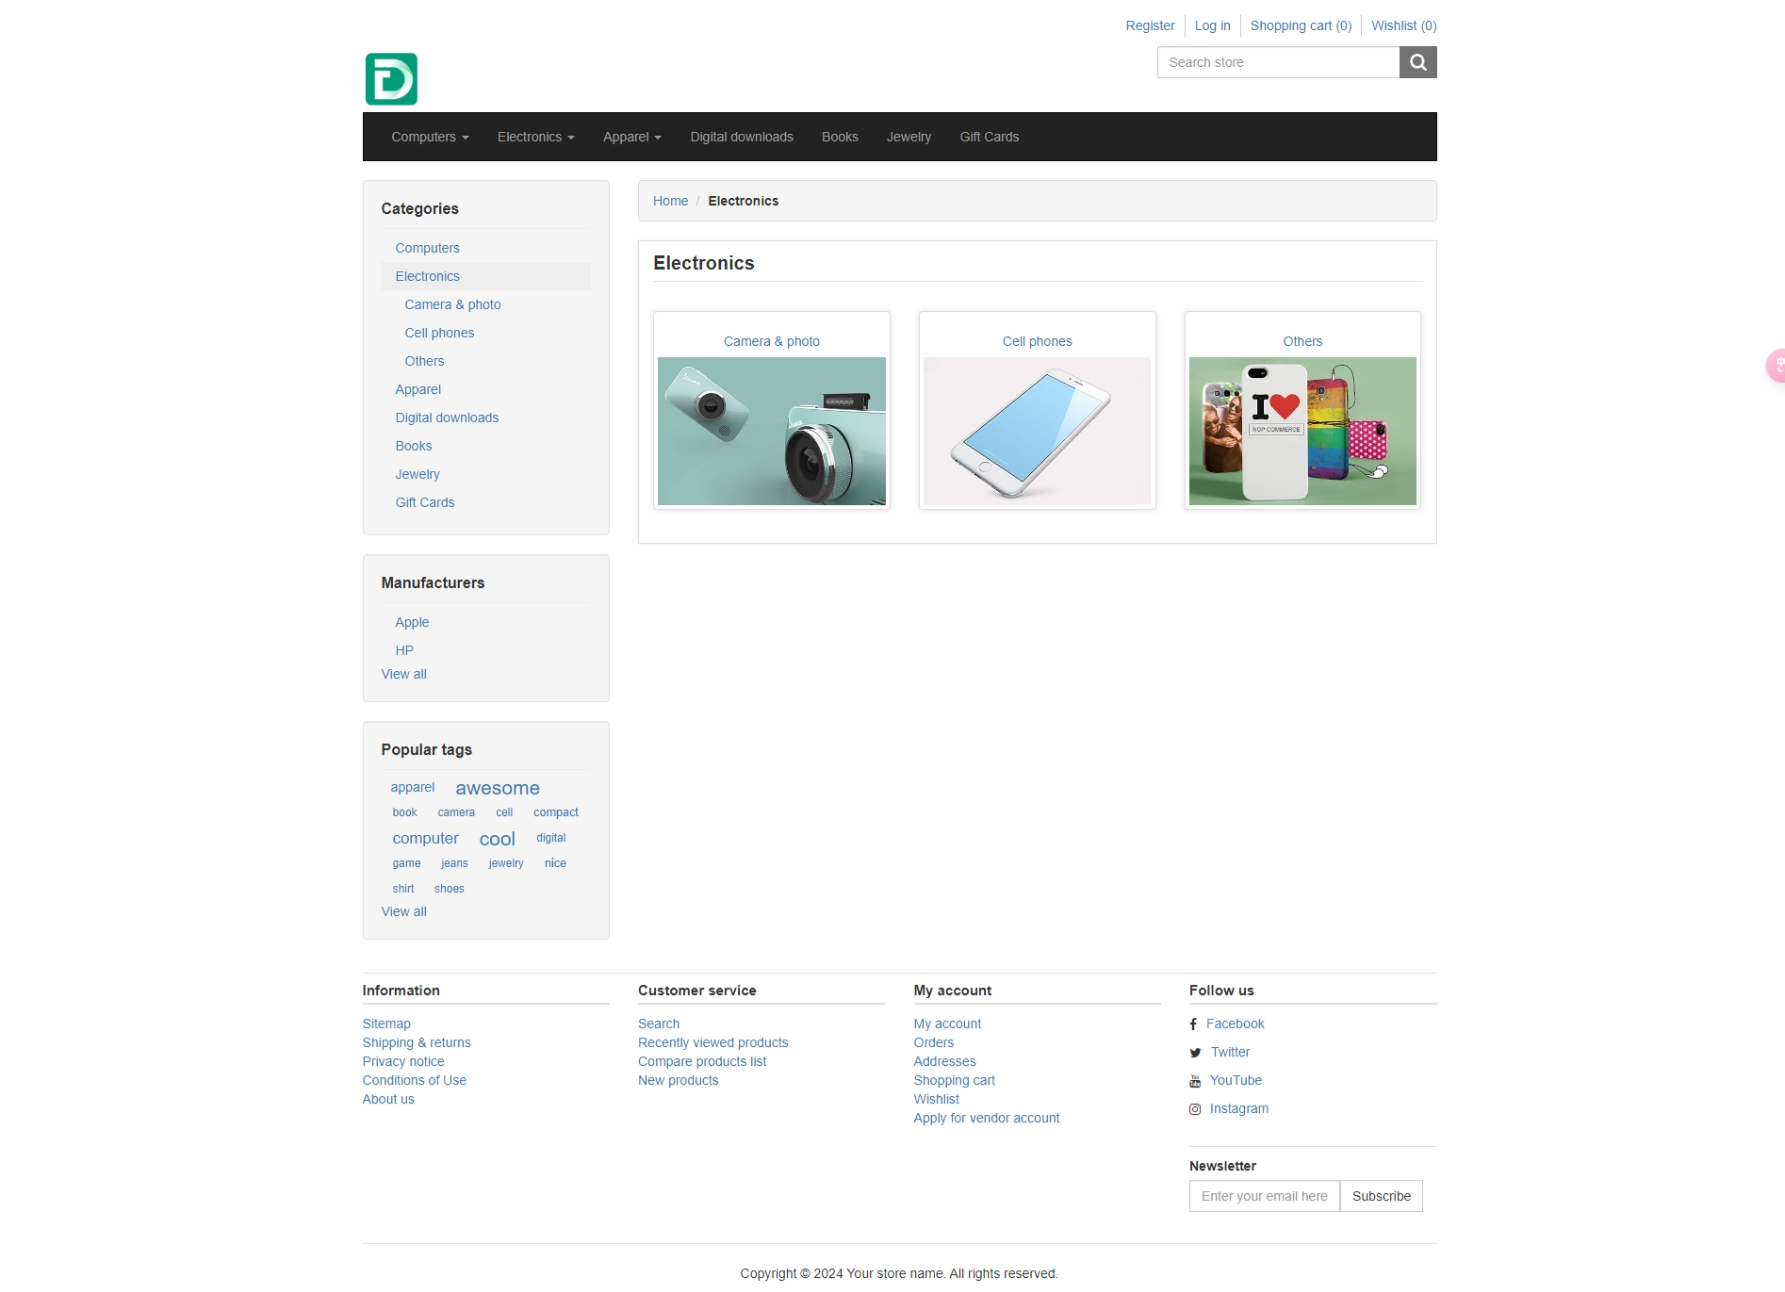 Register Log in Shopping cart (0) Wishlist (0)
Search store
Computers Electronics Apparel Digital downloads Books Jewelry Gift Cards
Categories
Computers
Electronics
Camera & photo
Cell phones
Others
Apparel
Digital downloads
Books
Jewelry
Gift Cards
Manufacturers
Apple
HP
View all
Popular tags
apparel awesome
book camera cell compact
computer cool digital
game jeans jewelry nice
shirt shoes
View all
Home / Electronics
Electronics
Camera & photo
Cell phones
Others
I
NOP COMMERCE
Information
Sitemap
Shipping & returns
Privacy notice
Conditions of Use
About us
Customer service
Search
Recently viewed products
Compare products list
New products
My account
My account
Orders
Addresses
Shopping cart
Wishlist
Apply for vendor account
Follow us
Facebook
Twitter
YouTube
Instagram
Newsletter
Enter your email here Subscribe
Copyright © 2024 Your store name. All rights reserved.